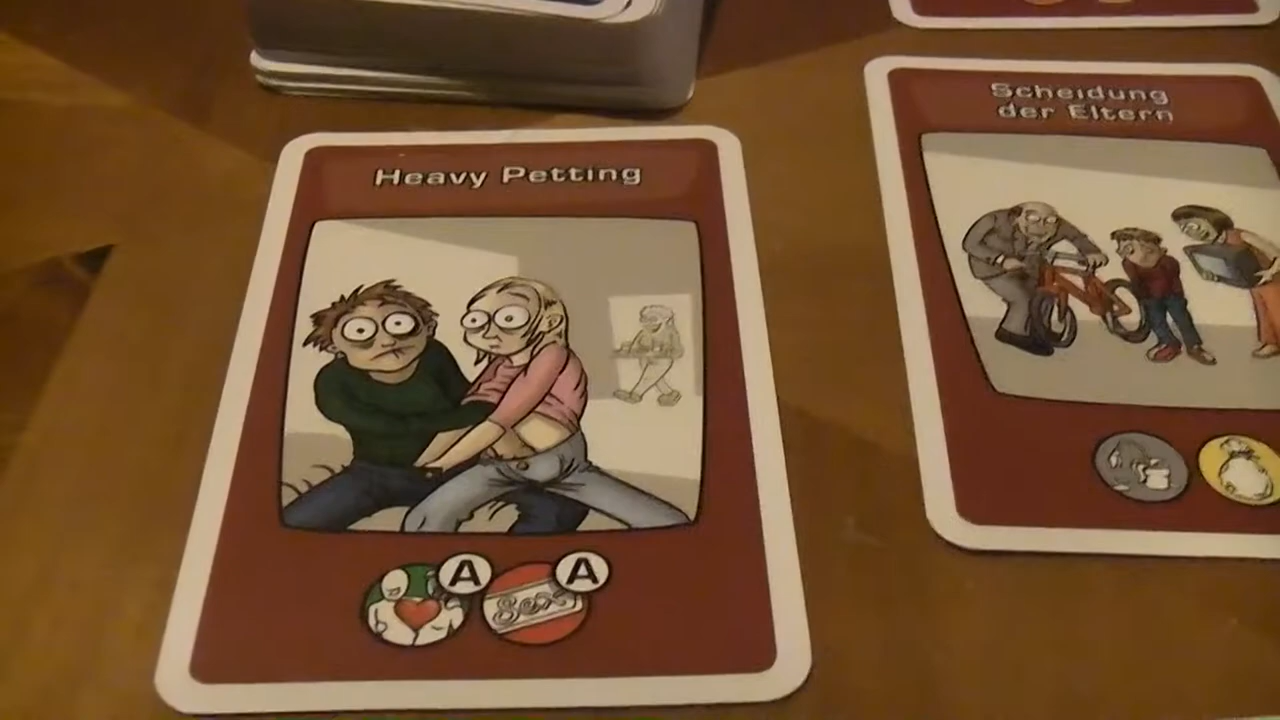 Heavy Petting
A
A
Sex
Scheidung
der Eltern